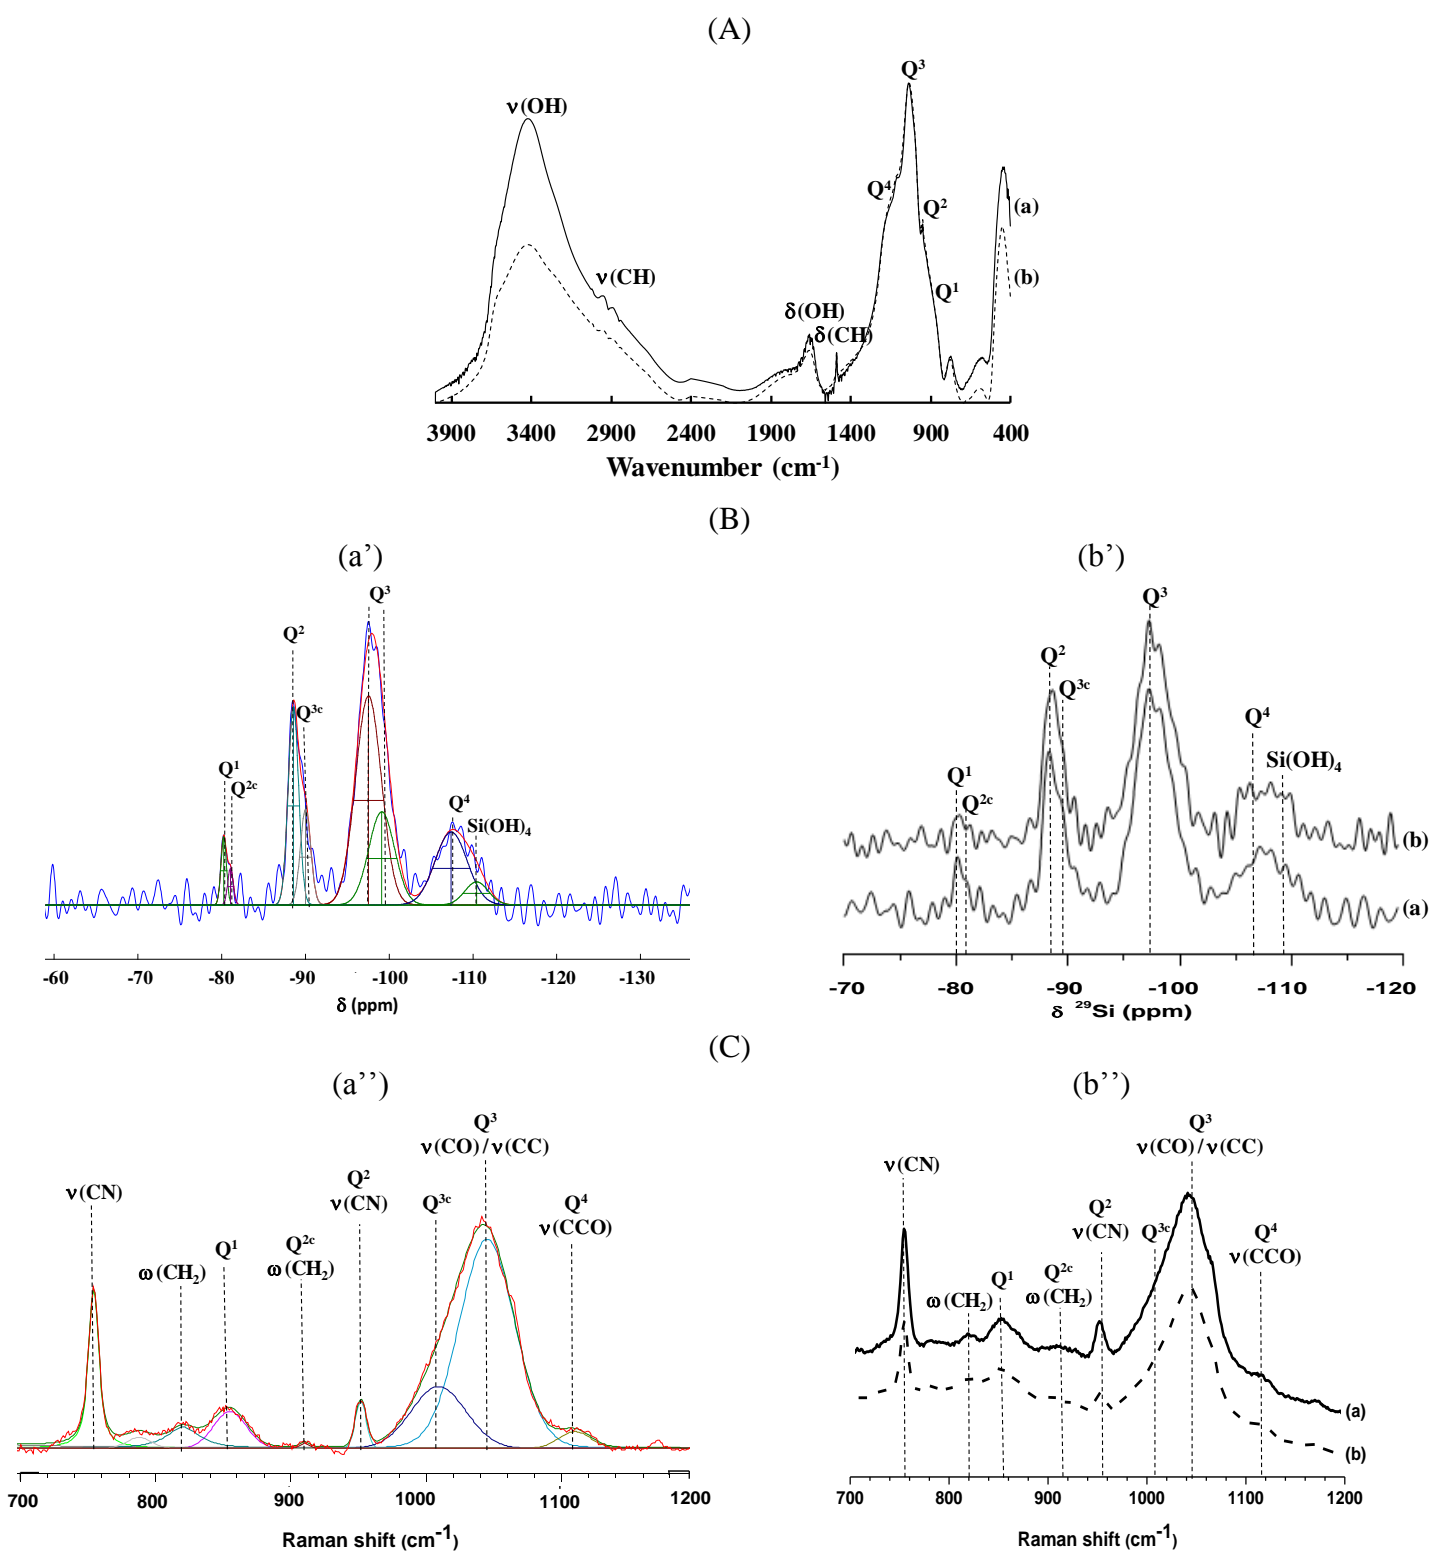 (A)
Q³
ν(OH)
Q⁴
Q²
(a)
ν(CH)
(b)
Q¹
δ(OH)
δ(CH)
3900 3400 2900 2400 1900 1400 900 400
Wavenumber (cm⁻¹)
(B)
(a’)
Q³
Q²
Q³ᶜ
Q¹
Q²ᶜ
Q⁴
Si(OH)₄
-60 -70 -80 -90 -100 -110 -120 -130
δ (ppm)
(b’)
Q³
Q²
Q³ᶜ
Q⁴
Si(OH)₄
Q¹
Q²ᶜ
(b)
(a)
-70 -80 -90 -100 -110 -120
δ ²⁹Si (ppm)
(C)
(a’’)
Q³
ν(CO) / ν(CC)
Q²
ν(CN)
ν(CN)
Q³ᶜ
Q⁴
ν(CCO)
Q¹
Q²ᶜ
ω(CH₂)
ω(CH₂)
700 800 900 1000 1100 1200
Raman shift (cm⁻¹)
(b’’)
Q³
ν(CO) / ν(CC)
ν(CN)
Q²
ν(CN)
Q³ᶜ
Q⁴
ν(CCO)
Q¹
Q²ᶜ
ω(CH₂)
ω(CH₂)
(a)
(b)
700 800 900 1000 1100 1200
Raman shift (cm⁻¹)